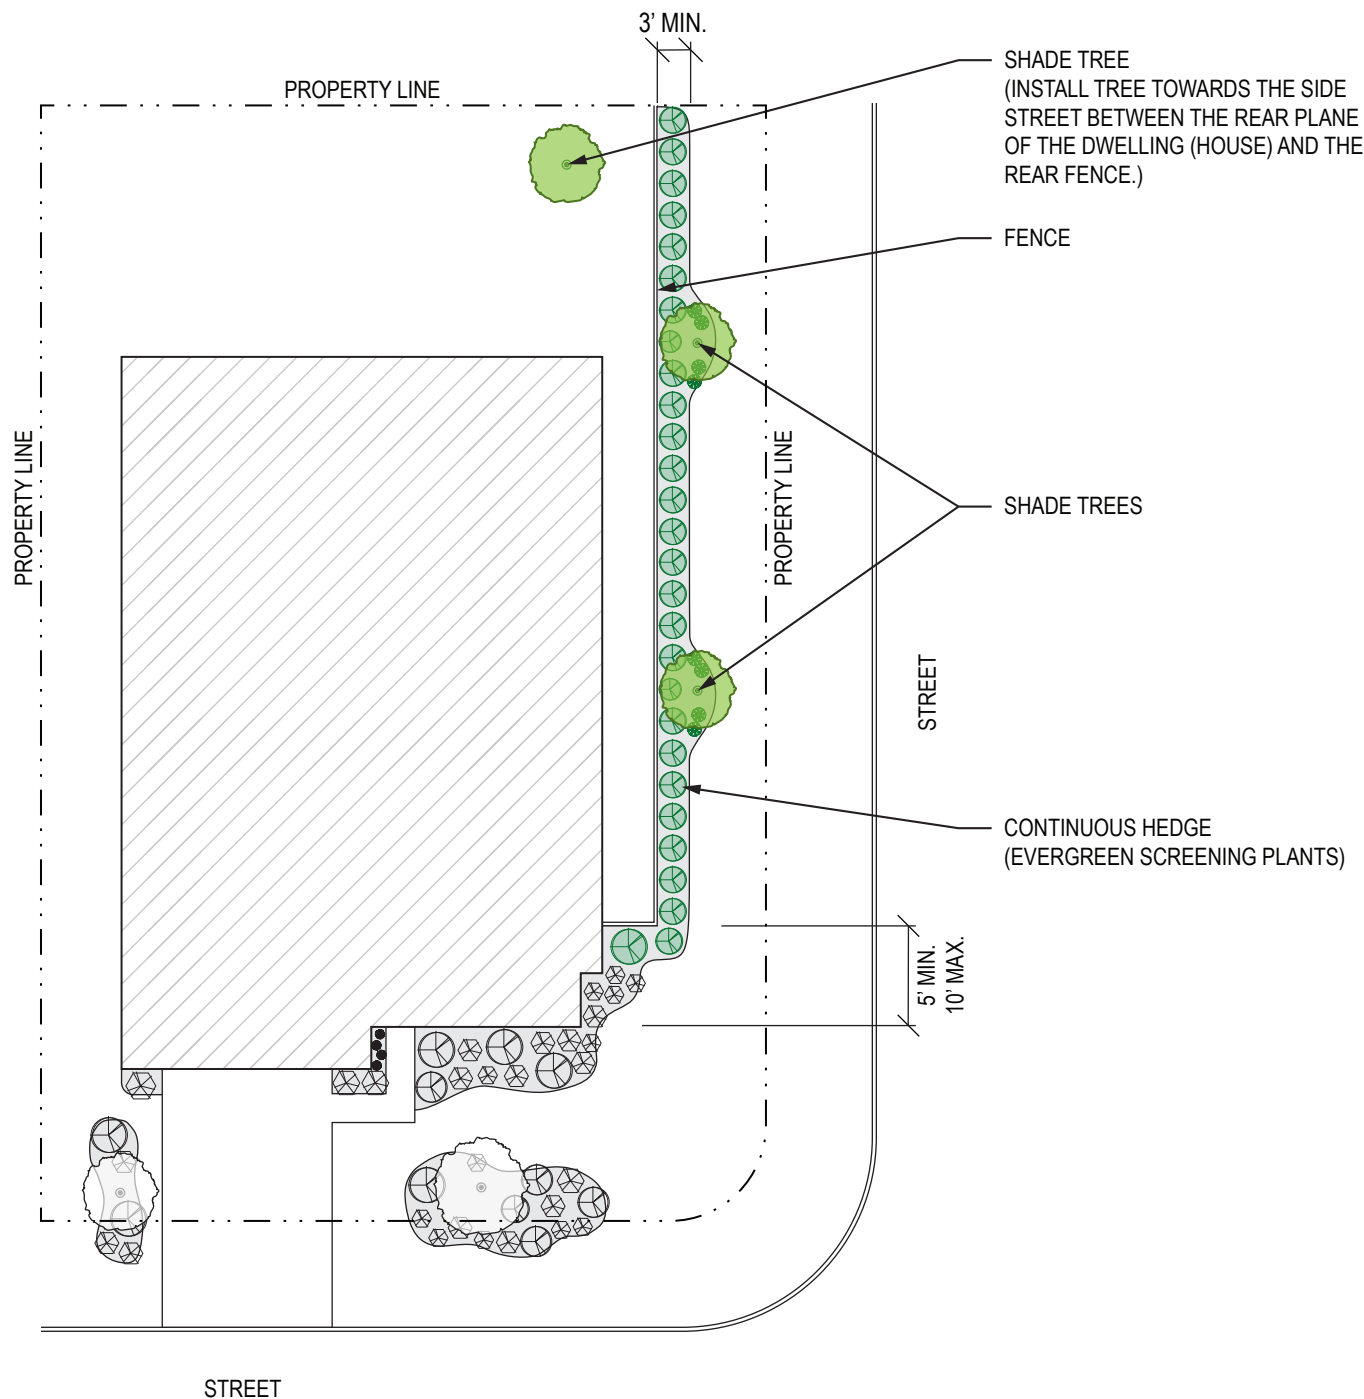 3' MIN.
SHADE TREE
(INSTALL TREE TOWARDS THE SIDE
STREET BETWEEN THE REAR PLANE
OF THE DWELLING (HOUSE) AND THE
REAR FENCE.)
PROPERTY LINE
FENCE
PROPERTY LINE
PROPERTY LINE
SHADE TREES
STREET
CONTINUOUS HEDGE
(EVERGREEN SCREENING PLANTS)
5' MIN.
10' MAX.
STREET